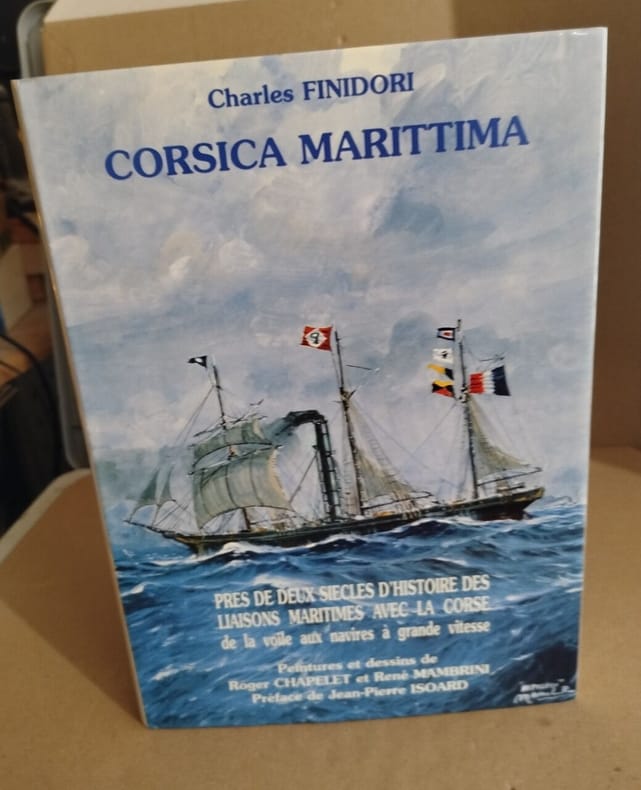 Charles FINIDORI
CORSICA MARITTIMA
PRES DE DEUX SIECLES D'HISTOIRE DES
LIAISONS MARITIMES AVEC LA CORSE
de la voile aux navires à grande vitesse
Peintures et dessins de
Roger CHAPELET et René MAMBRINI
Préface de Jean-Pierre ISOARD